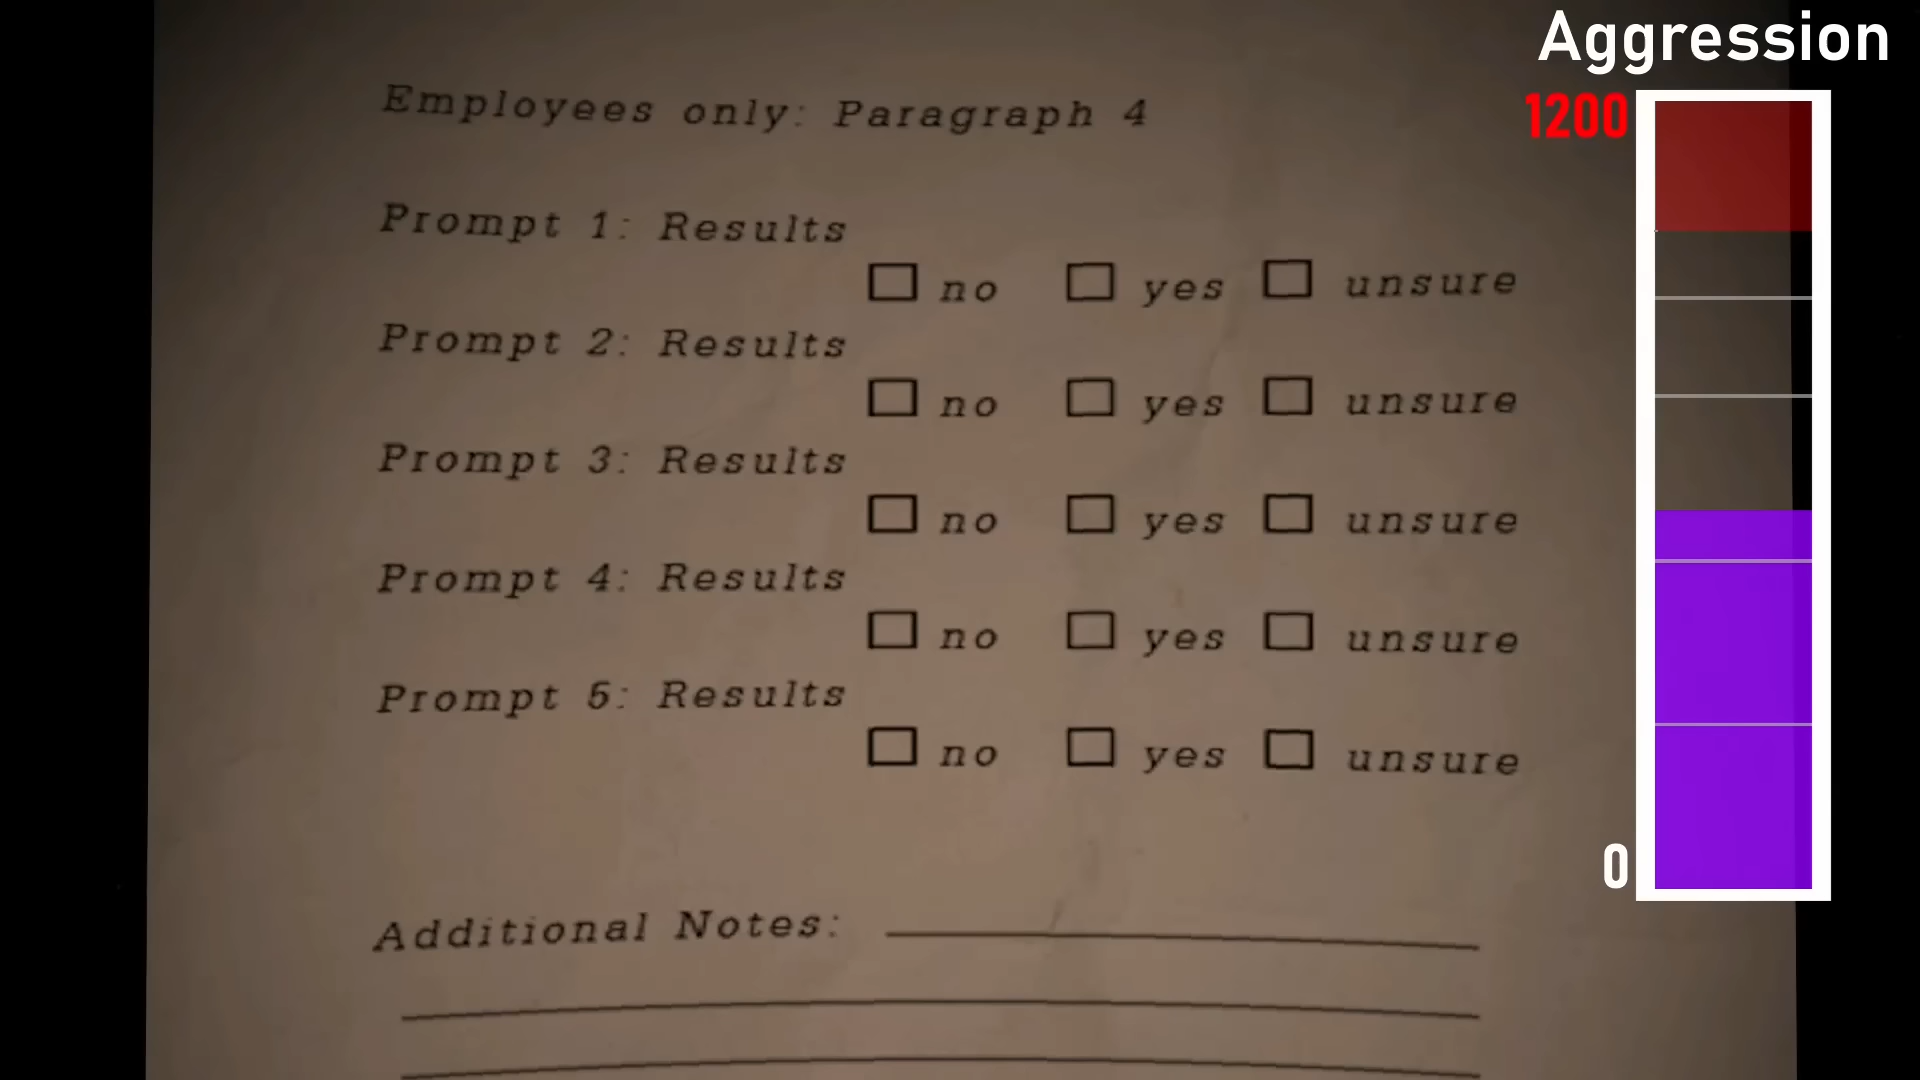 Aggression
1200
Employees only: Paragraph 4
Prompt 1: Results
no yes unsure
Prompt 2: Results
no yes unsure
Prompt 3: Results
no yes unsure
Prompt 4: Results
no yes unsure
Prompt 5: Results
no yes unsure
0
Additional Notes: